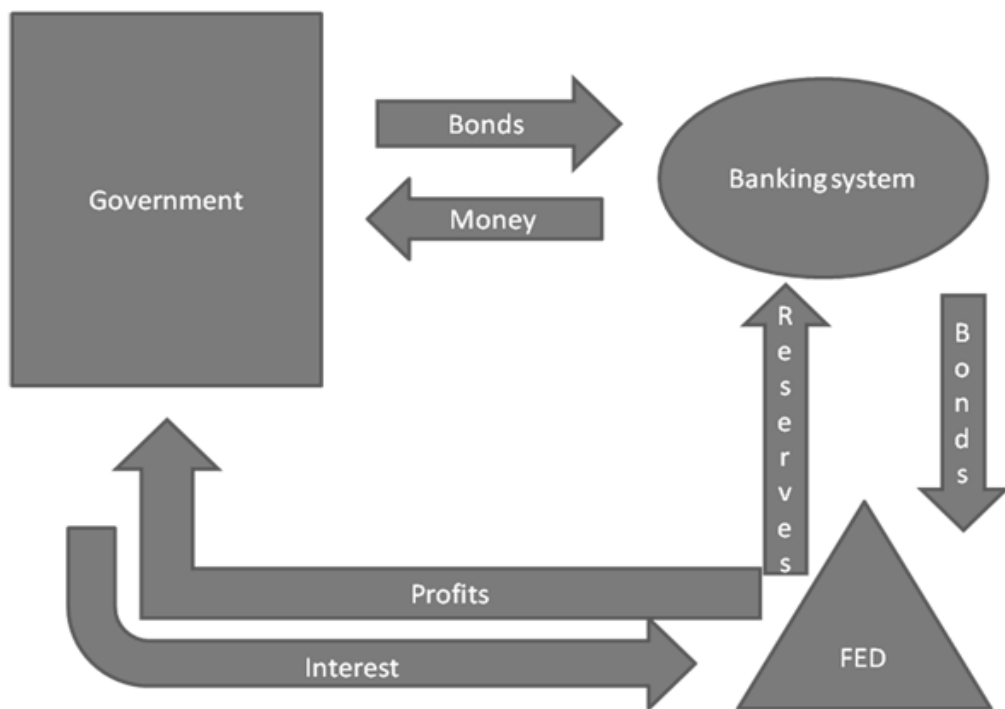 Government
Bonds
Money
Banking system
Reserves
Bonds
Profits
Interest
FED